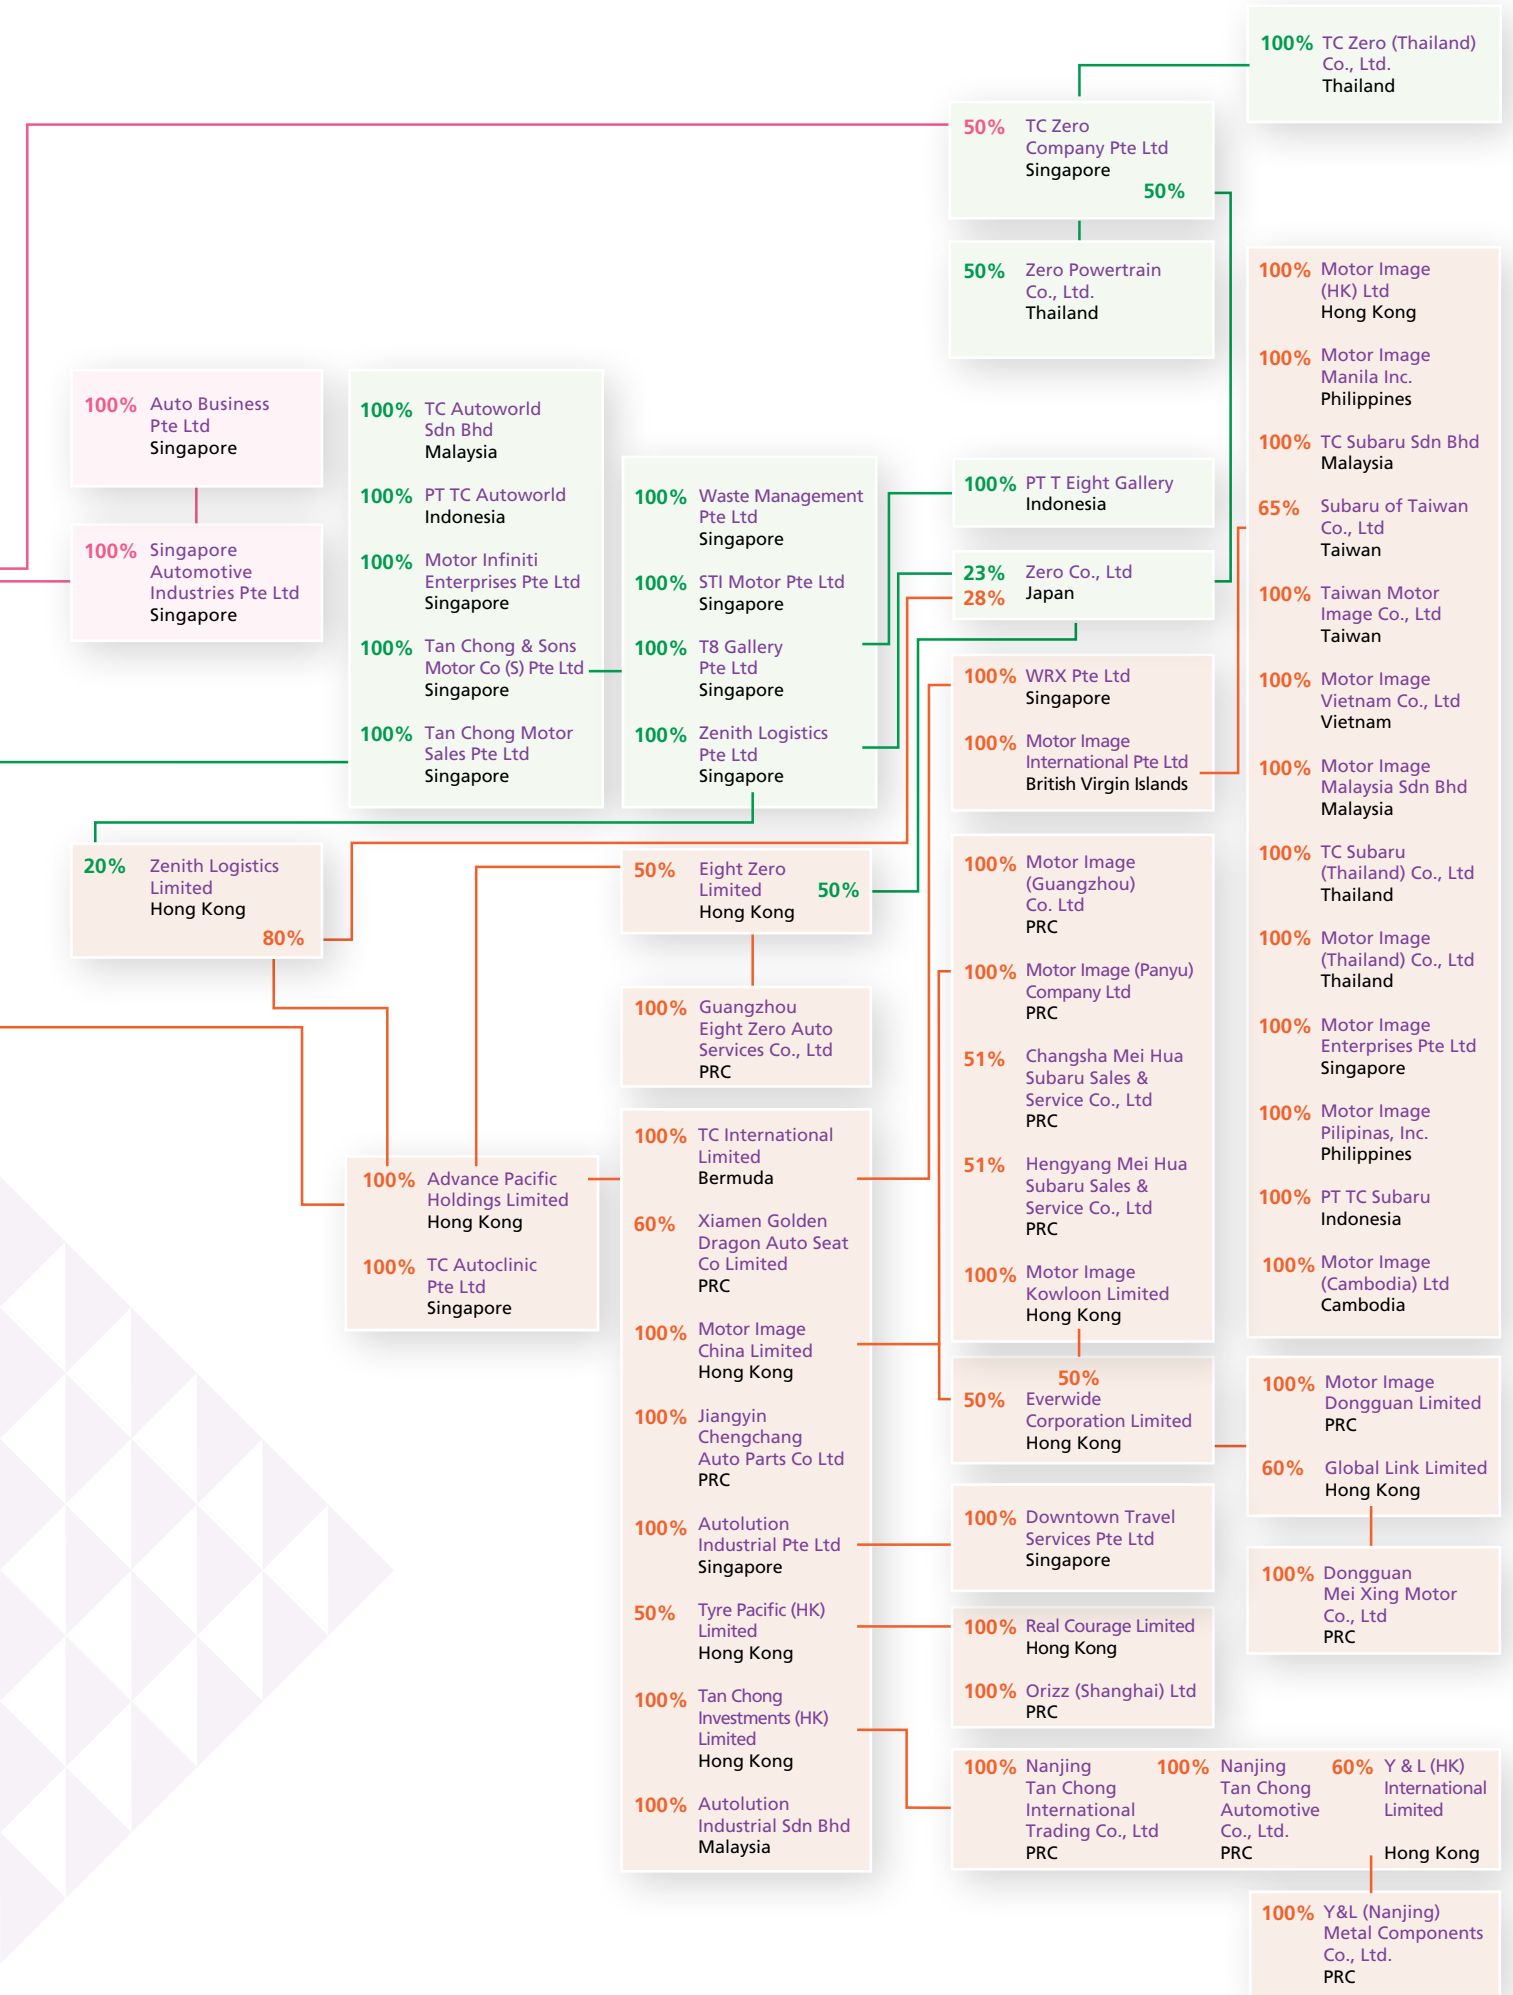 100% TC Zero (Thailand)
Co., Ltd.
Thailand
50% TC Zero
Company Pte Ltd
Singapore
50%
50% Zero Powertrain
Co., Ltd.
Thailand
100% Auto Business
Pte Ltd
Singapore
100% Singapore
Automotive
Industries Pte Ltd
Singapore
100% TC Autoworld
Sdn Bhd
Malaysia
100% PT TC Autoworld
Indonesia
100% Motor Infiniti
Enterprises Pte Ltd
Singapore
100% Tan Chong & Sons
Motor Co (S) Pte Ltd
Singapore
100% Tan Chong Motor
Sales Pte Ltd
Singapore
100% Waste Management
Pte Ltd
Singapore
100% STI Motor Pte Ltd
Singapore
100% T8 Gallery
Pte Ltd
Singapore
100% Zenith Logistics
Pte Ltd
Singapore
100% PT T Eight Gallery
Indonesia
23% Zero Co., Ltd
28% Japan
100% WRX Pte Ltd
Singapore
100% Motor Image
International Pte Ltd
British Virgin Islands
100% Motor Image
(HK) Ltd
Hong Kong
100% Motor Image
Manila Inc.
Philippines
100% TC Subaru Sdn Bhd
Malaysia
65% Subaru of Taiwan
Co., Ltd
Taiwan
100% Taiwan Motor
Image Co., Ltd
Taiwan
100% Motor Image
Vietnam Co., Ltd
Vietnam
100% Motor Image
Malaysia Sdn Bhd
Malaysia
100% TC Subaru
(Thailand) Co., Ltd
Thailand
100% Motor Image
(Thailand) Co., Ltd
Thailand
100% Motor Image
Enterprises Pte Ltd
Singapore
100% Motor Image
Pilipinas, Inc.
Philippines
100% PT TC Subaru
Indonesia
100% Motor Image
(Cambodia) Ltd
Cambodia
20% Zenith Logistics
Limited
Hong Kong
80%
50% Eight Zero
Limited 50%
Hong Kong
100% Guangzhou
Eight Zero Auto
Services Co., Ltd
PRC
100% Advance Pacific
Holdings Limited
Hong Kong
100% TC Autoclinic
Pte Ltd
Singapore
100% TC International
Limited
Bermuda
60% Xiamen Golden
Dragon Auto Seat
Co Limited
PRC
100% Motor Image
China Limited
Hong Kong
100% Jiangyin
Chengchang
Auto Parts Co Ltd
PRC
100% Autolution
Industrial Pte Ltd
Singapore
50% Tyre Pacific (HK)
Limited
Hong Kong
100% Tan Chong
Investments (HK)
Limited
Hong Kong
100% Autolution
Industrial Sdn Bhd
Malaysia
100% Motor Image
(Guangzhou)
Co. Ltd
PRC
100% Motor Image (Panyu)
Company Ltd
PRC
51% Changsha Mei Hua
Subaru Sales &
Service Co., Ltd
PRC
51% Hengyang Mei Hua
Subaru Sales &
Service Co., Ltd
PRC
100% Motor Image
Kowloon Limited
Hong Kong
50%
50% Everwide
Corporation Limited
Hong Kong
100% Motor Image
Dongguan Limited
PRC
60% Global Link Limited
Hong Kong
100% Dongguan
Mei Xing Motor
Co., Ltd
PRC
100% Downtown Travel
Services Pte Ltd
Singapore
100% Real Courage Limited
Hong Kong
100% Orizz (Shanghai) Ltd
PRC
100% Nanjing
Tan Chong
International
Trading Co., Ltd
PRC
100% Nanjing
Tan Chong
Automotive
Co., Ltd.
PRC
60% Y & L (HK)
International
Limited
Hong Kong
100% Y&L (Nanjing)
Metal Components
Co., Ltd.
PRC